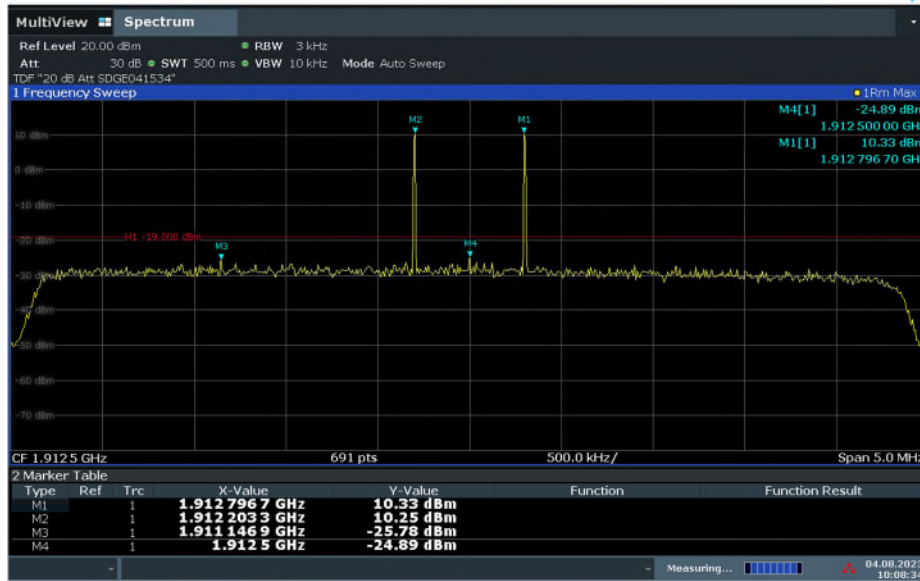 MultiView Spectrum
Ref Level 20.00 dBm RBW 3 kHz
Att 30 dB SWT 500 ms VBW 10 kHz Mode Auto Sweep
TDF "20 dB Att SDGE041534"
1 Frequency Sweep 1Rm Max
M4[1] -24.89 dBm
1.912 500 00 GH
M1[1] 10.33 dBm
1.912 796 70 GH
M2 M1
10 dBm
0 dBm
-10 dBm
H1 -19.000 dBm
-20 dBm
M3 M4
-30 dBm
-40 dBm
-50 dBm
-60 dBm
-70 dBm
CF 1.912 5 GHz 691 pts 500.0 kHz/ Span 5.0 MHz
2 Marker Table
Type Ref Trc X-Value Y-Value Function Function Result
M1 1 1.912 796 7 GHz 10.33 dBm
M2 1 1.912 203 3 GHz 10.25 dBm
M3 1 1.911 146 9 GHz -25.78 dBm
M4 1 1.912 5 GHz -24.89 dBm
Measuring... 04.08.202
10:08:34